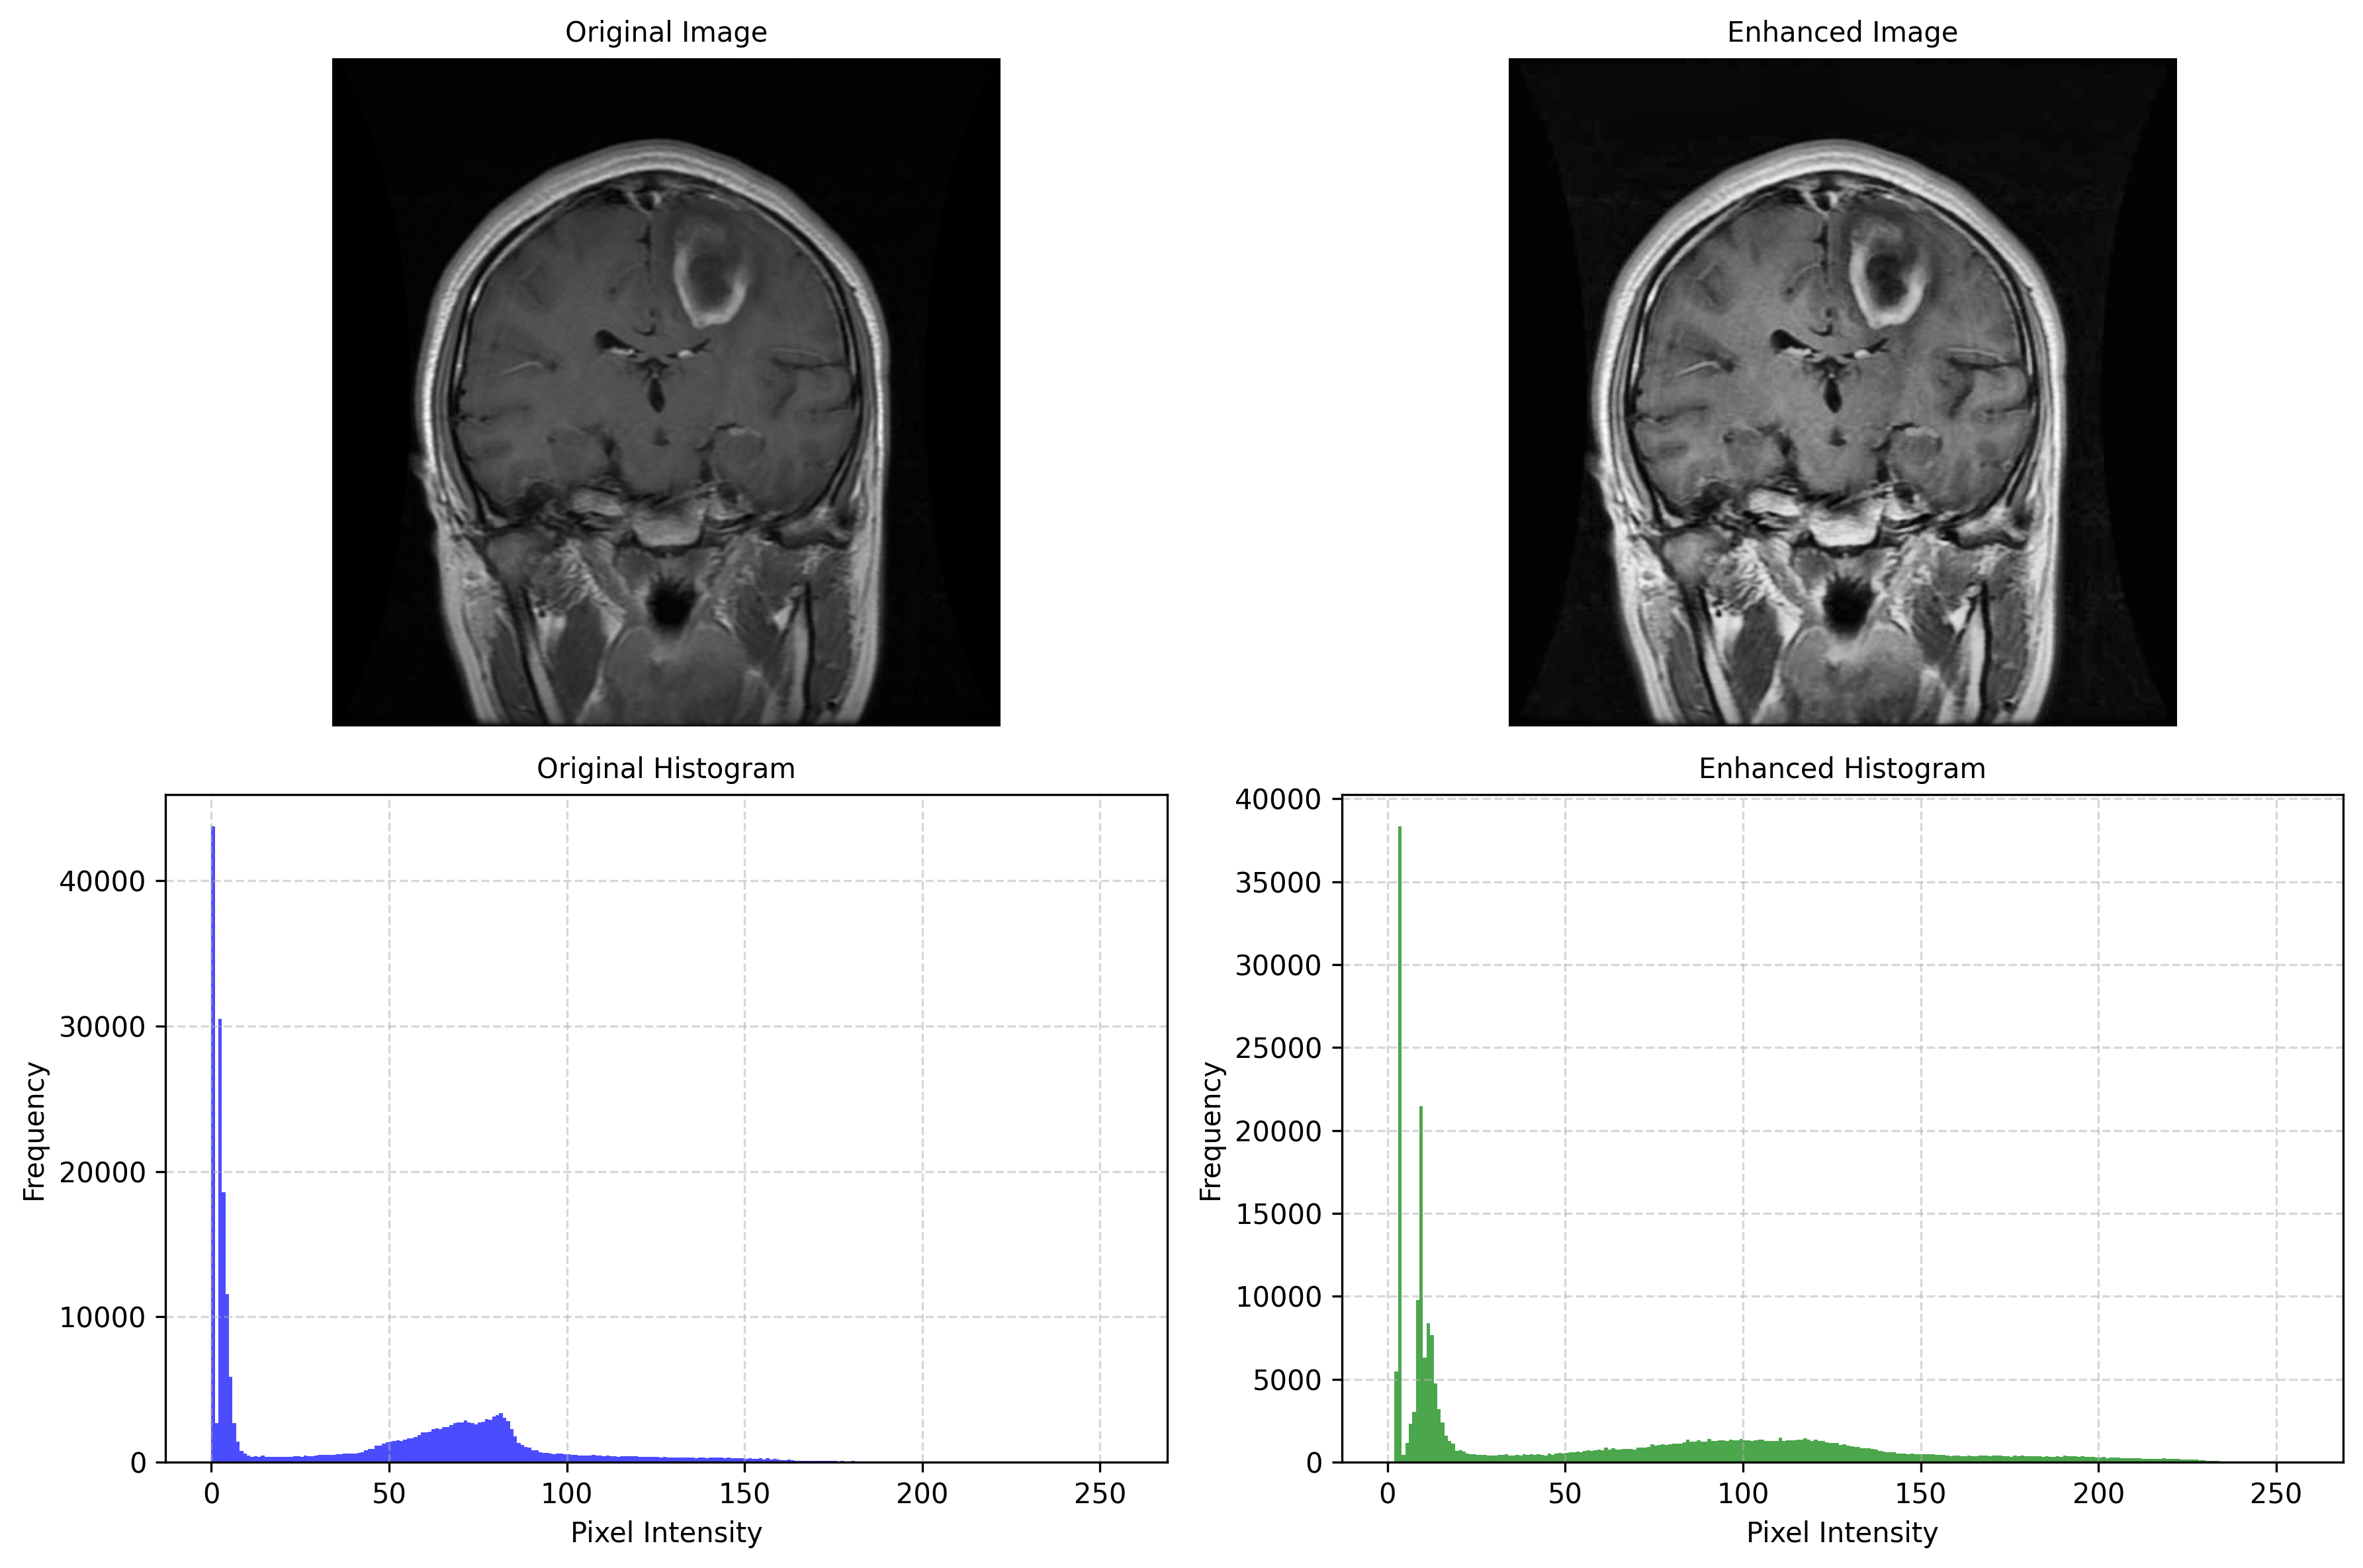 Original Image
Enhanced Image
Original Histogram
Enhanced Histogram
40000
30000
20000
10000
0
Frequency
0 50 100 150 200 250
Pixel Intensity
40000
35000
30000
25000
20000
15000
10000
5000
0
Frequency
0 50 100 150 200 250
Pixel Intensity